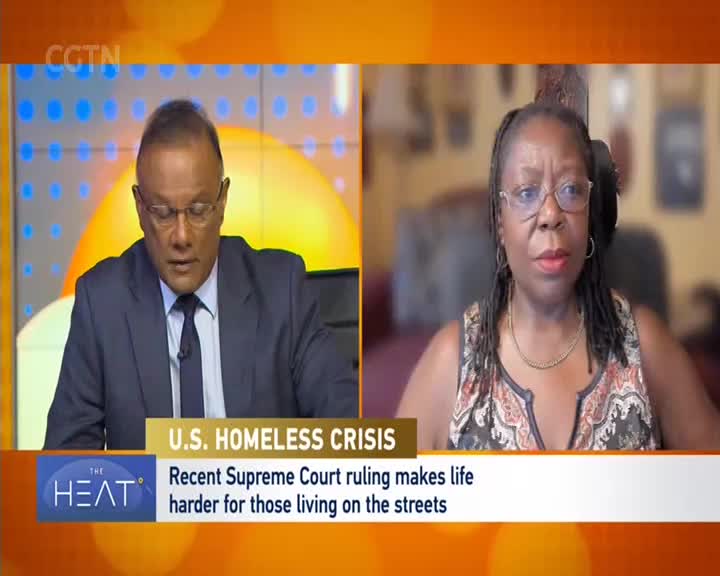 CGTN
U.S. HOMELESS CRISIS
THE
HEAT
Recent Supreme Court ruling makes life
harder for those living on the streets